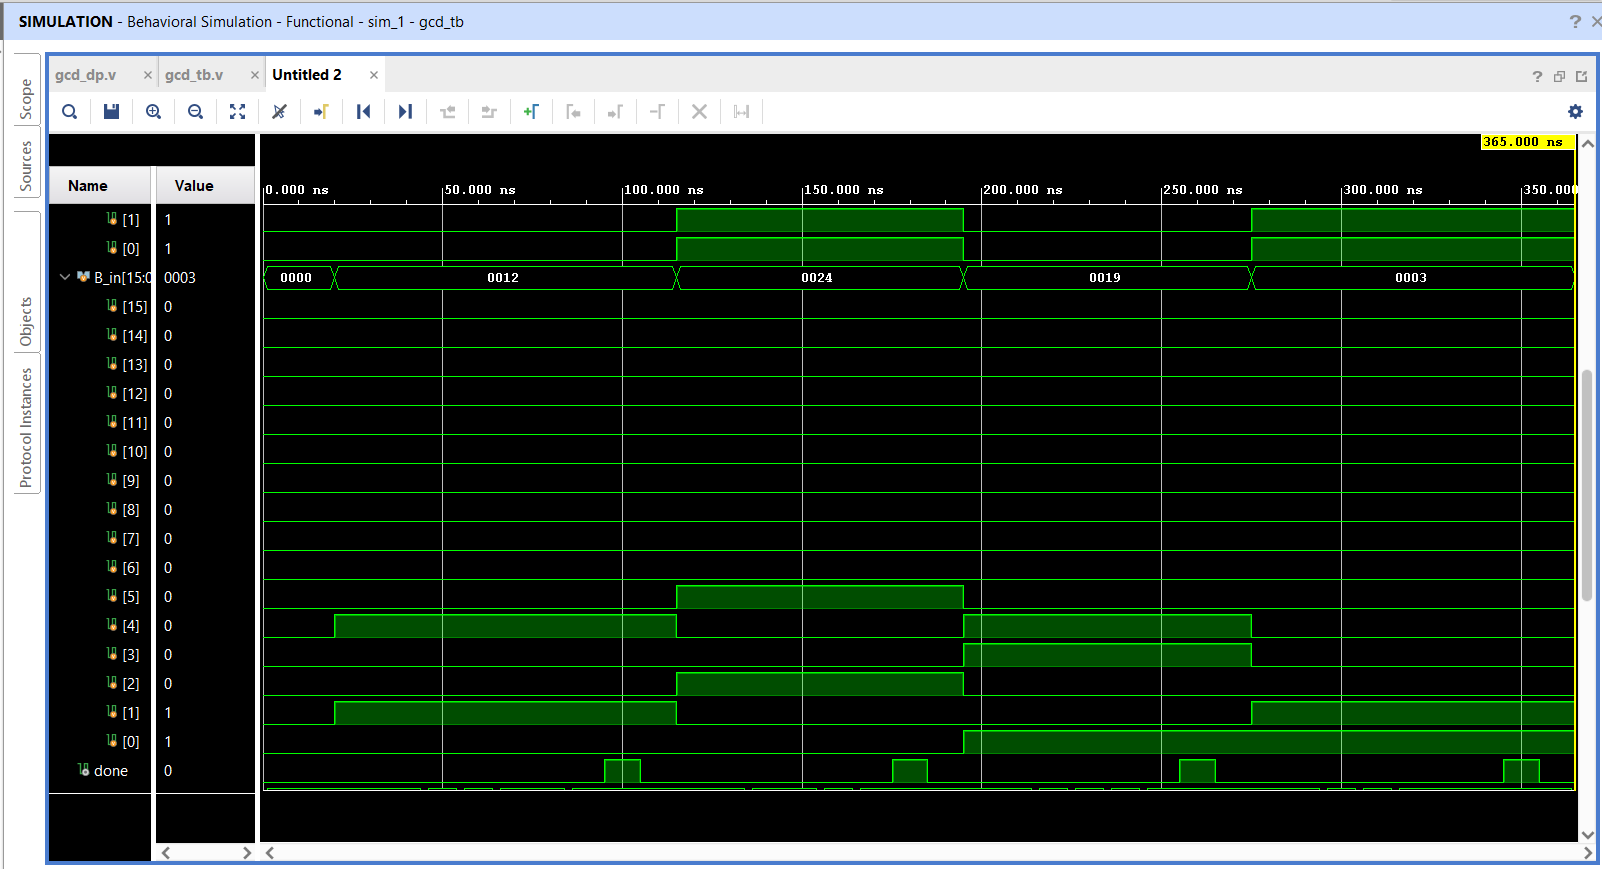 SIMULATION - Behavioral Simulation - Functional - sim_1 - gcd_tb
gcd_dp.v
gcd_tb.v
Untitled 2
Scope
Sources
Objects
Protocol Instances
365.000 ns
Name Value
0.000 ns 50.000 ns 100.000 ns 150.000 ns 200.000 ns 250.000 ns 300.000 ns 350.000
[1] 1
[0] 1
B_in[15:0 0003 0000 0012 0024 0019 0003
[15] 0
[14] 0
[13] 0
[12] 0
[11] 0
[10] 0
[9] 0
[8] 0
[7] 0
[6] 0
[5] 0
[4] 0
[3] 0
[2] 0
[1] 1
[0] 1
done 0